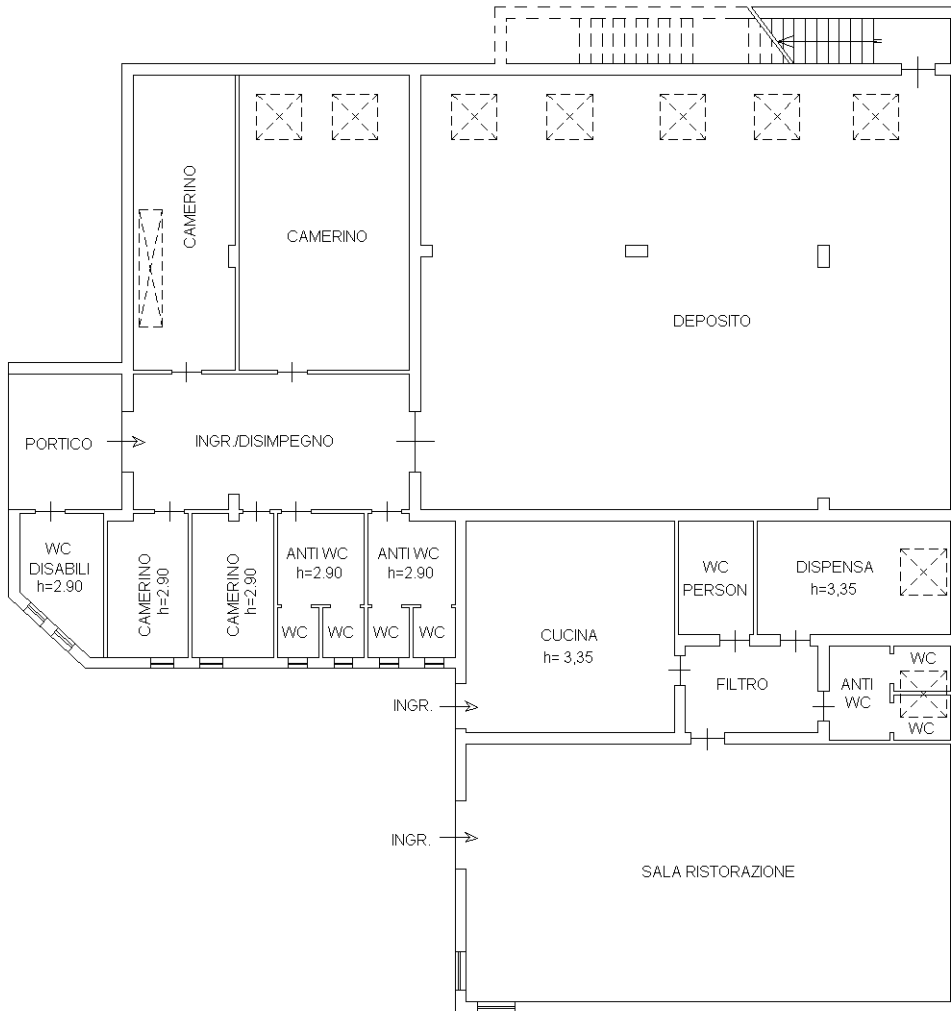 CAMERINO
CAMERINO
DEPOSITO
PORTICO
INGR./DISIMPEGNO
WC
DISABILI
h=2.90
CAMERINO
h=2.90
CAMERINO
h=2.90
ANTI WC
h=2.90
ANTI WC
h=2.90
WC
WC
WC
WC
CUCINA
h= 3,35
WC
PERSON
DISPENSA
h=3,35
FILTRO
ANTI
WC
WC
WC
INGR.
INGR.
SALA RISTORAZIONE